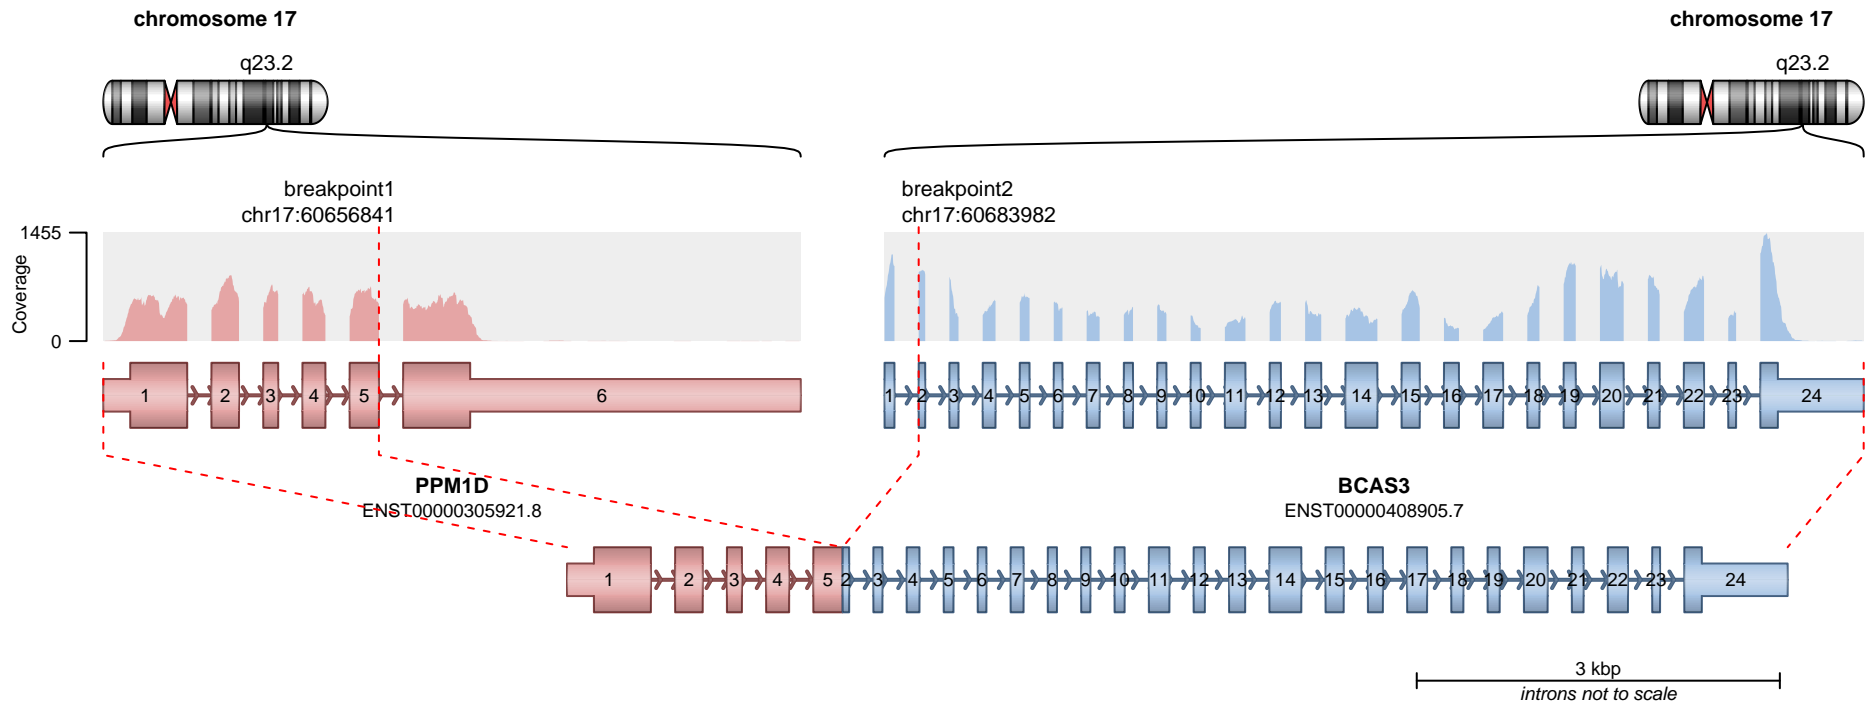 chromosome 17
chromosome 17
q23.2
q23.2
breakpoint1
chr17:60656841
breakpoint2
chr17:60683982
1455
Coverage
0
1 2 3 4 5 6
1 2 3 4 5 6 7 8 9 10 11 12 13 14 15 16 17 18 19 20 21 22 23 24
PPM1D
ENST00000305921.8
BCAS3
ENST00000408905.7
1 2 3 4 5 2 3 4 5 6 7 8 9 10 11 12 13 14 15 16 17 18 19 20 21 22 23 24
3 kbp
introns not to scale